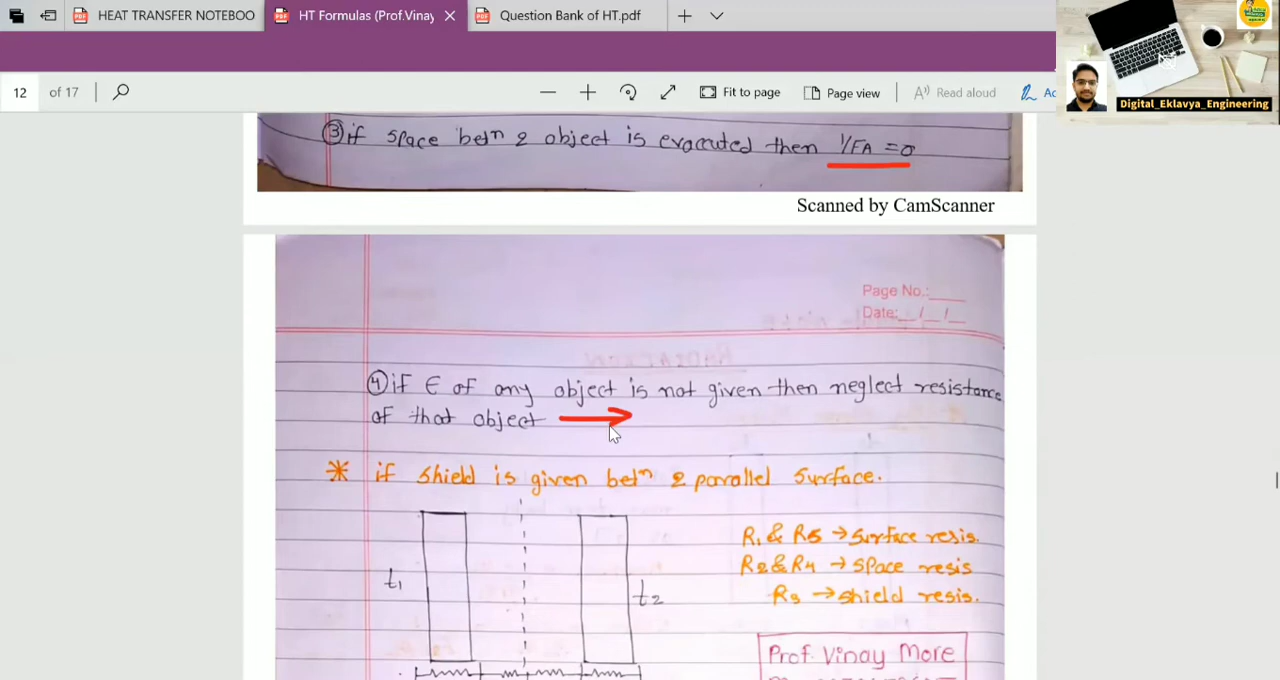 HEAT TRANSFER NOTEBOO
HT Formulas (Prof.Vinay
Question Bank of HT.pdf
12 of 17
Fit to page
Page view
Read aloud
Digital_Eklavya_Engineering
③ if space betn 2 object is evacuted then 1/FA = 0
Scanned by CamScanner
Page No.:
Date: / /
④ if ∈ of any object is not given then neglect resistance
of that object
* if shield is given betn 2 parallel surface.
R1 & R5 → surface resis.
R2 & R4 → space resis
R3 → shield resis.
t1
t2
Prof. Vinay More